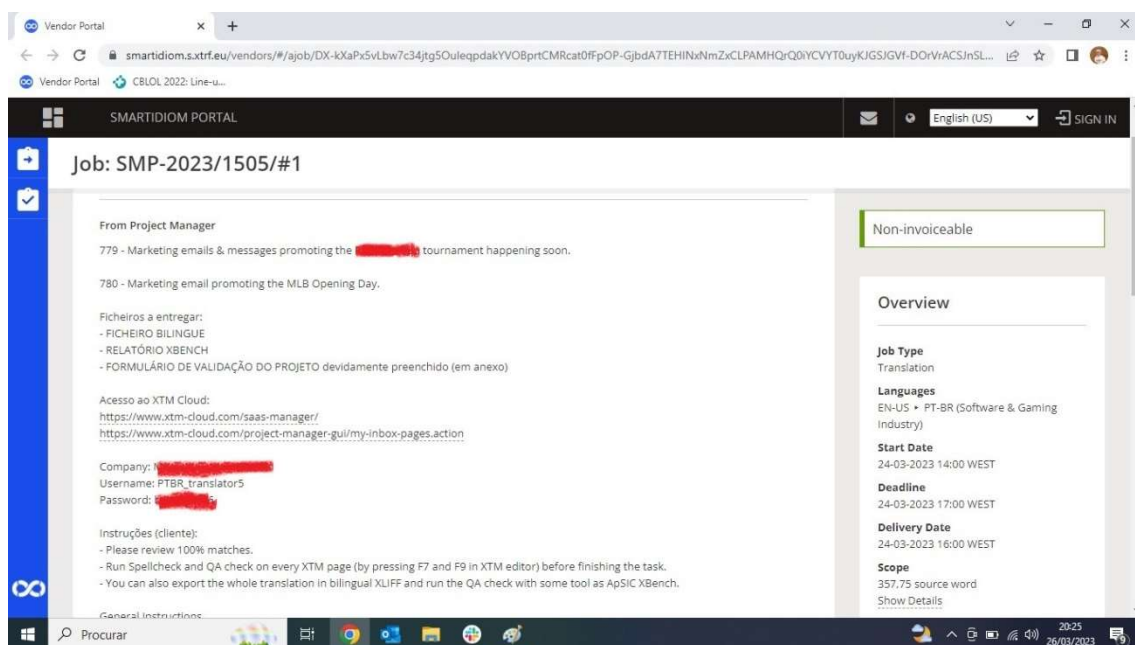 Vendor Portal
smartidiom.s.xtrf.eu/vendors/#/ajob/DX-kXaPx5vLbw7c34jtg5OuleqpdakYVOBprtCMRcat0fFpOP-GjbdA7TEHINxNmZxCLPAMHQrQ0iYCVYT0uyKJGSJGVf-DOrVrACSJnSL...
Vendor Portal CBLOL 2022: Line-u...
SMARTIDIOM PORTAL English (US) SIGN IN
Job: SMP-2023/1505/#1
From Project Manager
779 - Marketing emails & messages promoting the tournament happening soon.
780 - Marketing email promoting the MLB Opening Day.
Ficheiros a entregar:
- FICHEIRO BILINGUE
- RELATÓRIO XBENCH
- FORMULÁRIO DE VALIDAÇÃO DO PROJETO devidamente preenchido (em anexo)
Acesso ao XTM Cloud:
https://www.xtm-cloud.com/saas-manager/
https://www.xtm-cloud.com/project-manager-gui/my-inbox-pages.action
Company:
Username: PTBR_translator5
Password:
Instruções (cliente):
- Please review 100% matches.
- Run Spellcheck and QA check on every XTM page (by pressing F7 and F9 in XTM editor) before finishing the task.
- You can also export the whole translation in bilingual XLIFF and run the QA check with some tool as ApSIC XBench.
General Instructions
Non-invoiceable
Overview
Job Type
Translation
Languages
EN-US ▸ PT-BR (Software & Gaming
Industry)
Start Date
24-03-2023 14:00 WEST
Deadline
24-03-2023 17:00 WEST
Delivery Date
24-03-2023 16:00 WEST
Scope
357,75 source word
Show Details
Procurar
20:25
26/03/2023